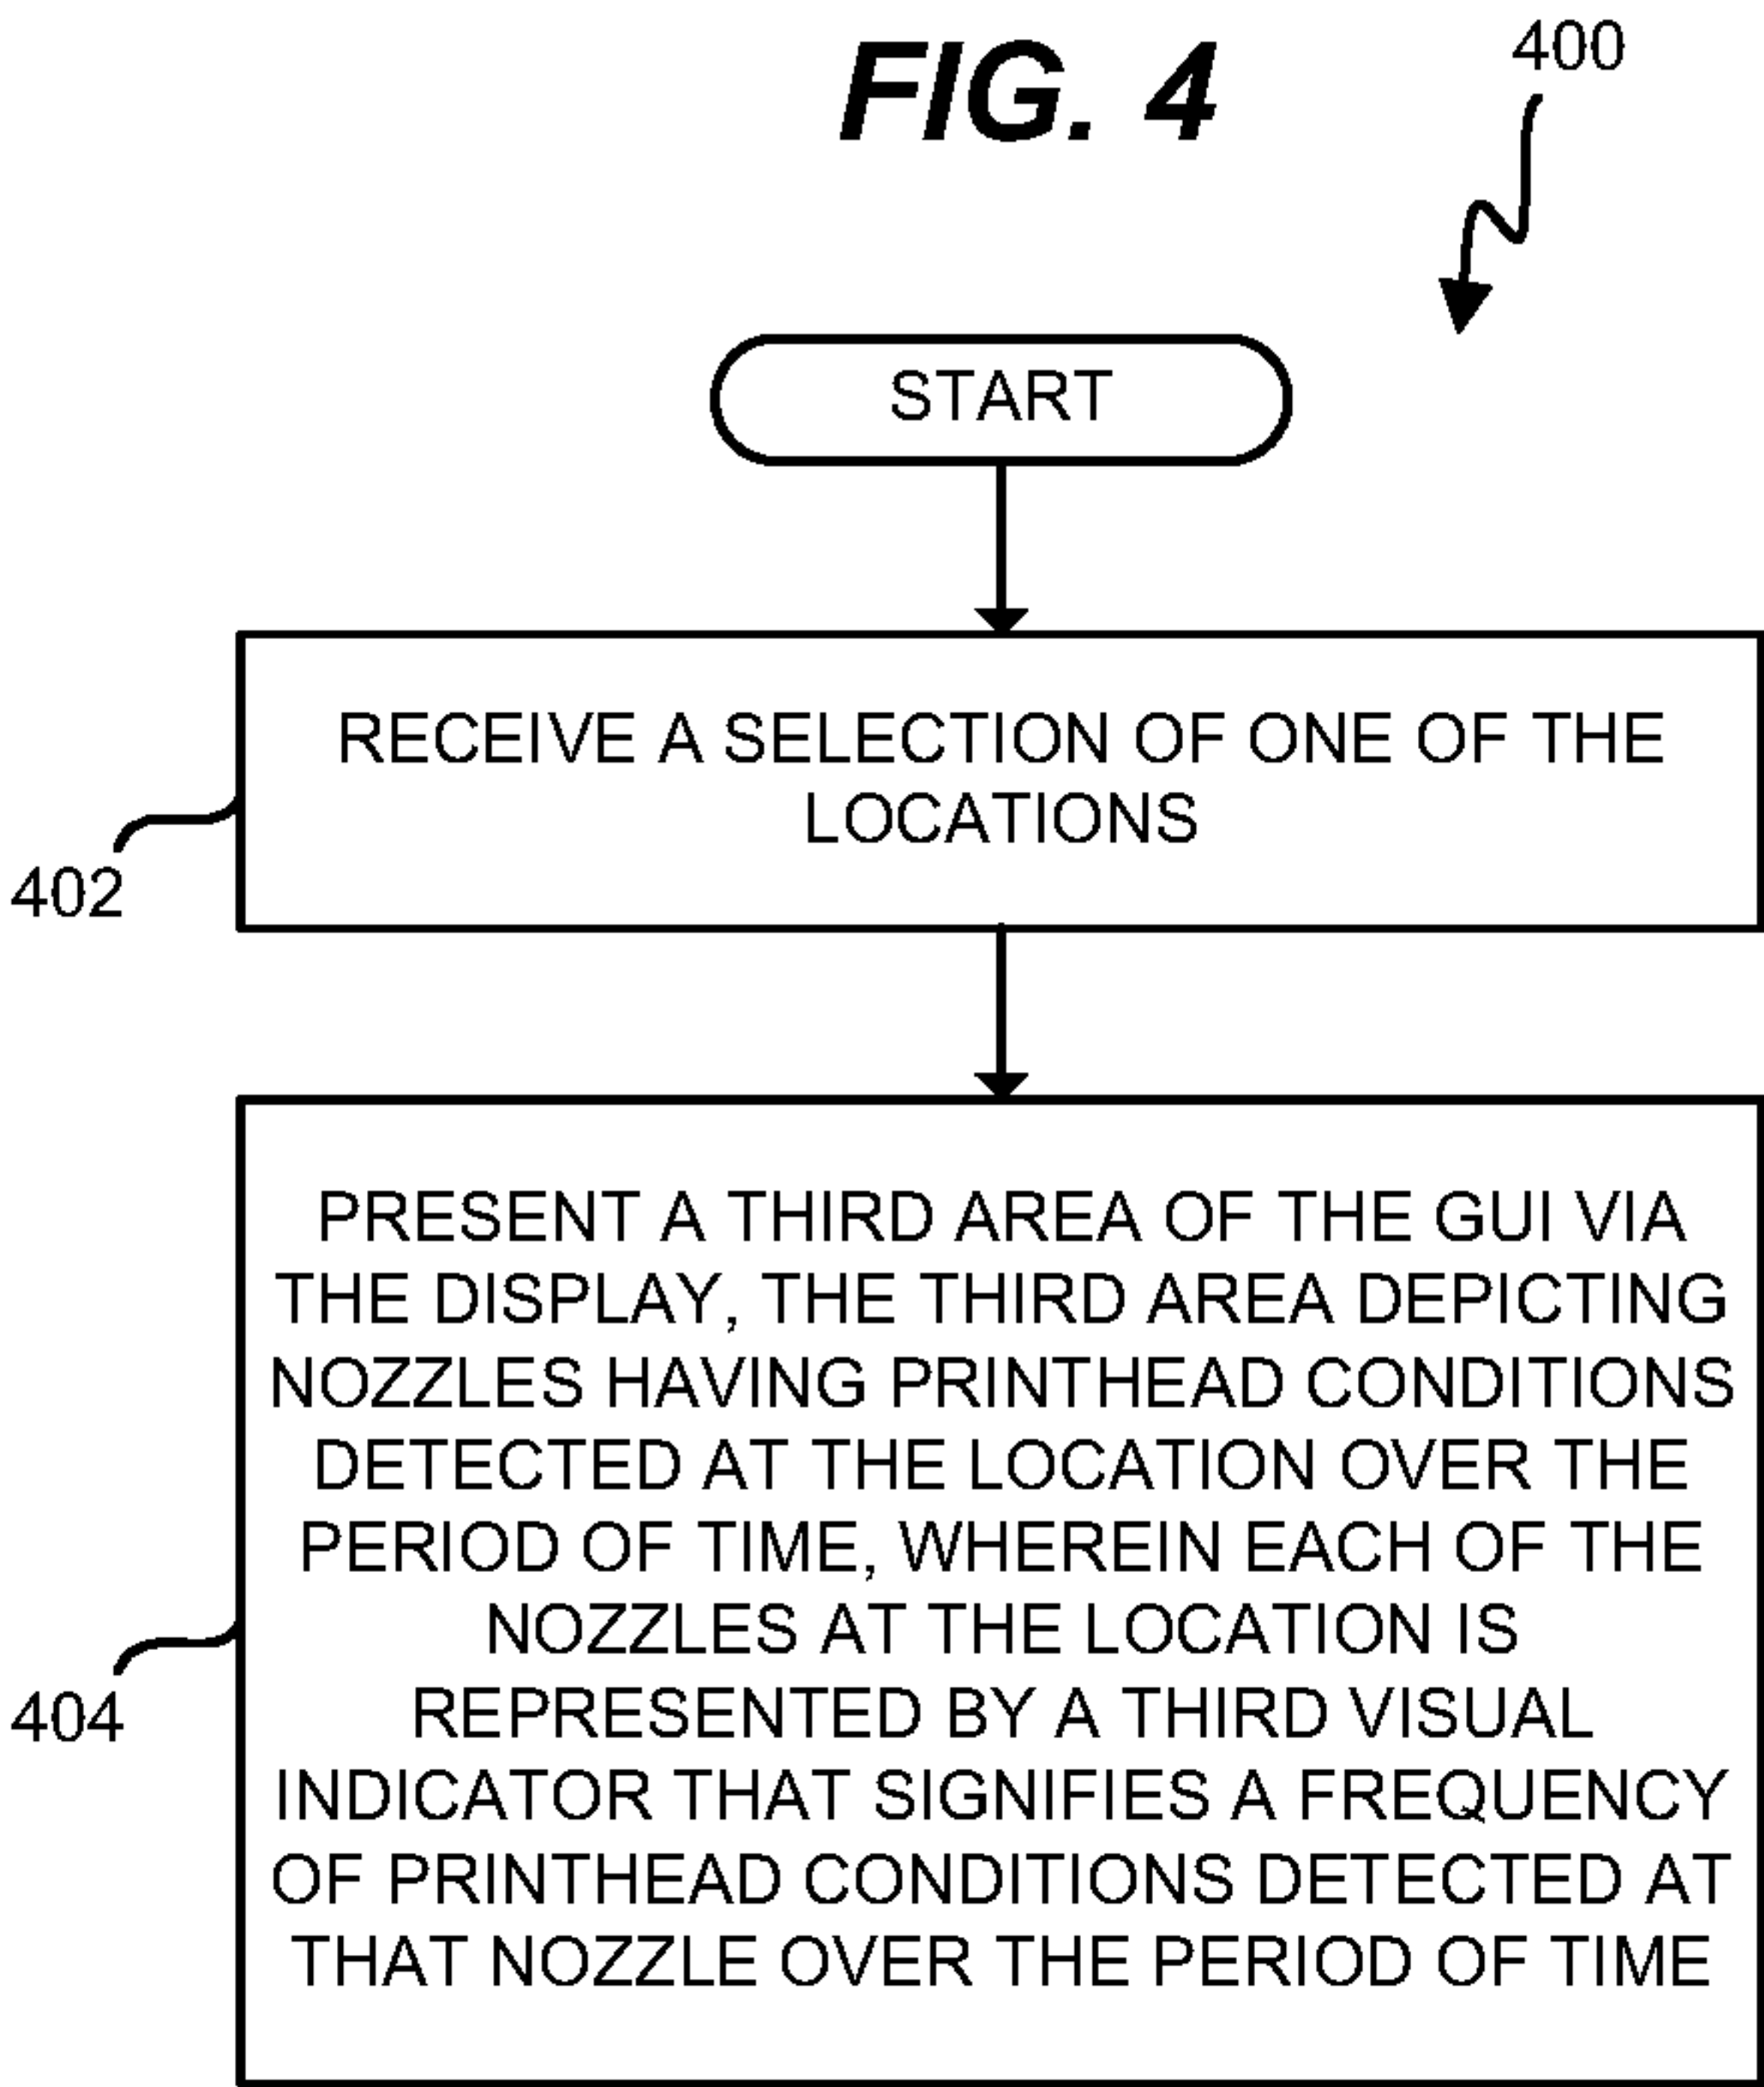 FIG. 4
400
START
RECEIVE A SELECTION OF ONE OF THE
LOCATIONS
402
PRESENT A THIRD AREA OF THE GUI VIA
THE DISPLAY, THE THIRD AREA DEPICTING
NOZZLES HAVING PRINTHEAD CONDITIONS
DETECTED AT THE LOCATION OVER THE
PERIOD OF TIME, WHEREIN EACH OF THE
NOZZLES AT THE LOCATION IS
REPRESENTED BY A THIRD VISUAL
INDICATOR THAT SIGNIFIES A FREQUENCY
OF PRINTHEAD CONDITIONS DETECTED AT
THAT NOZZLE OVER THE PERIOD OF TIME
404